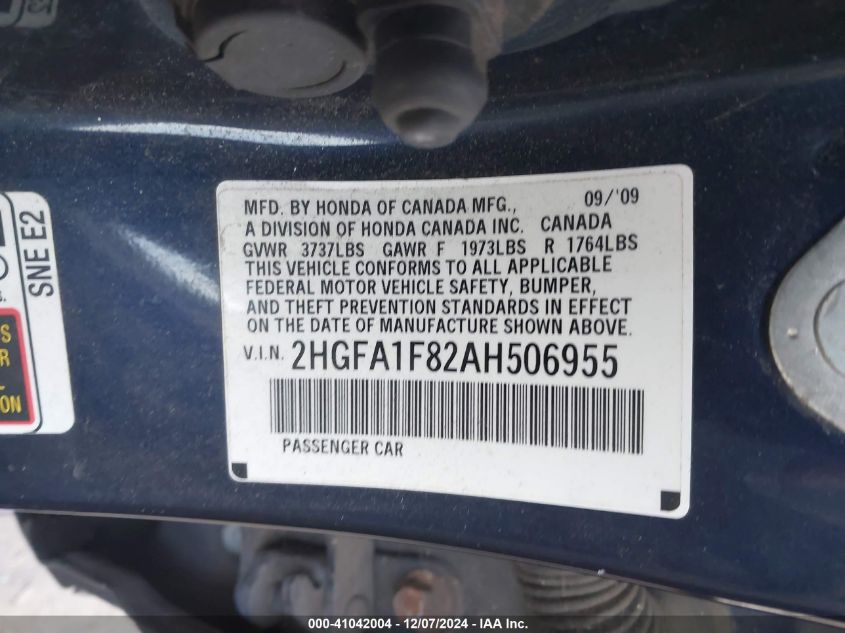 MFD. BY HONDA OF CANADA MFG., 09/'09
A DIVISION OF HONDA CANADA INC. CANADA
GVWR 3737LBS GAWR F 1973LBS R 1764LBS
THIS VEHICLE CONFORMS TO ALL APPLICABLE
FEDERAL MOTOR VEHICLE SAFETY, BUMPER,
AND THEFT PREVENTION STANDARDS IN EFFECT
ON THE DATE OF MANUFACTURE SHOWN ABOVE.
V.I.N. 2HGFA1F82AH506955
PASSENGER CAR
SNE E2
000-41042004 - 12/07/2024 - IAA Inc.